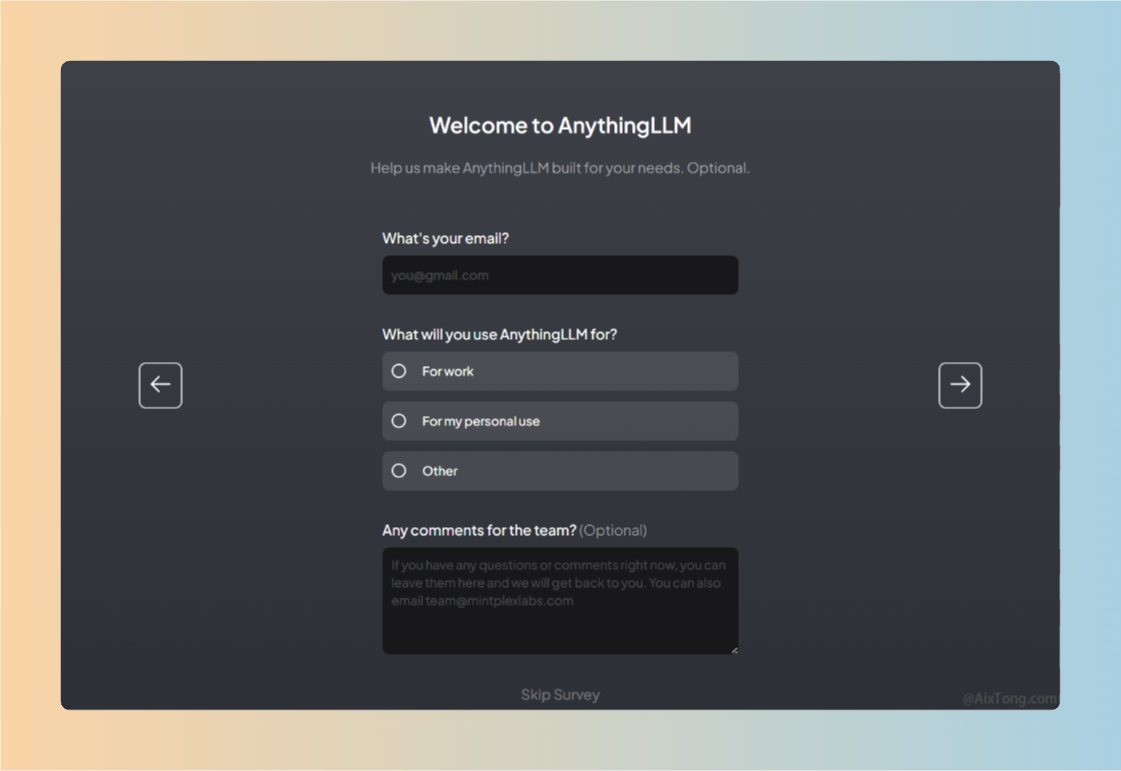 Welcome to AnythingLLM
Help us make AnythingLLM built for your needs. Optional.
What's your email?
you@gmail.com
What will you use AnythingLLM for?
For work
For my personal use
Other
Any comments for the team? (Optional)
If you have any questions or comments right now, you can
leave them here and we will get back to you. You can also
email team@mintplexlabs.com
Skip Survey
@AixTong.com